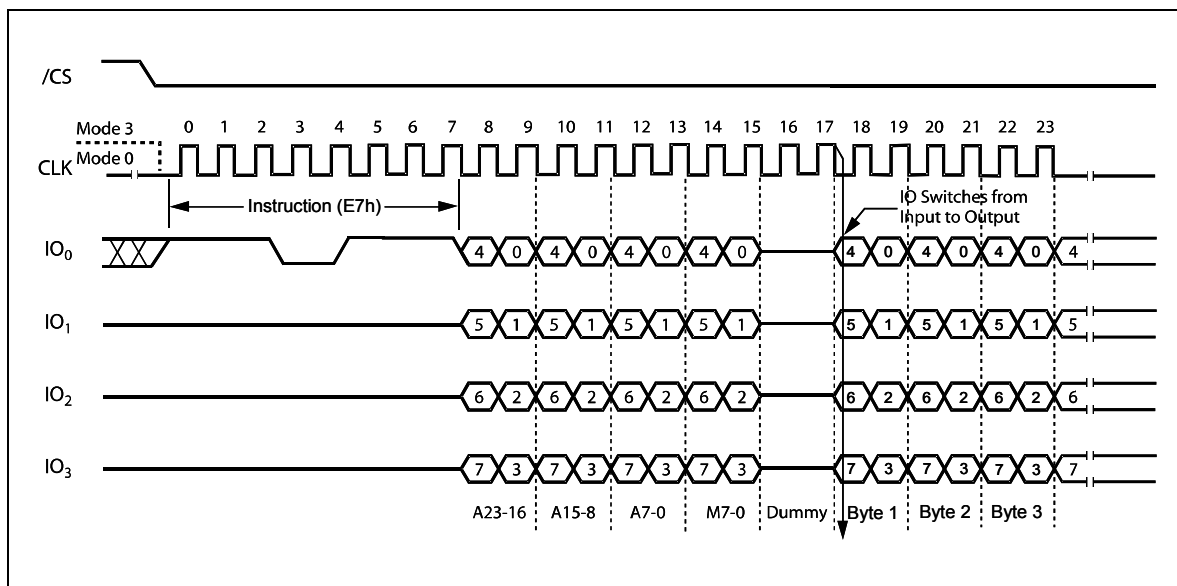 /CS
Mode 3
0 1 2 3 4 5 6 7 8 9 10 11 12 13 14 15 16 17 18 19 20 21 22 23
CLK
Mode 0
Instruction (E7h)
IO Switches from
Input to Output
IO0
4 0 4 0 4 0 4 0 4 0 4 0 4 0 4
IO1
5 1 5 1 5 1 5 1 5 1 5 1 5 1 5
IO2
6 2 6 2 6 2 6 2 6 2 6 2 6 2 6
IO3
7 3 7 3 7 3 7 3 7 3 7 3 7 3 7
A23-16 A15-8 A7-0 M7-0 Dummy Byte 1 Byte 2 Byte 3